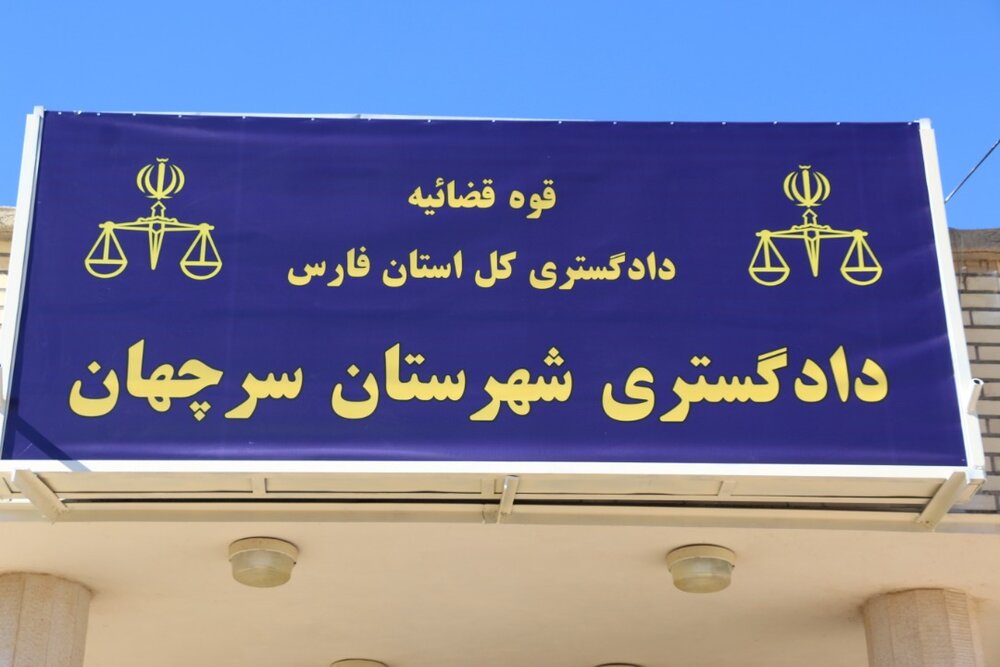 قوه قضائیه
دادگستری کل استان فارس
دادگستری شهرستان سرچهان